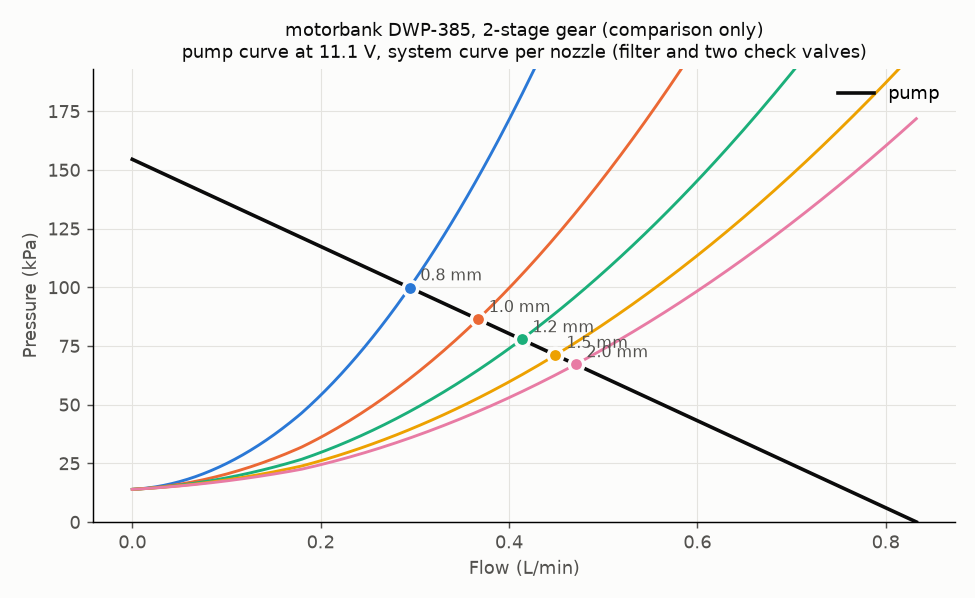 motorbank DWP-385, 2-stage gear (comparison only)
pump curve at 11.1 V, system curve per nozzle (filter and two check valves)
pump
175
150
125
100
75
50
25
0
Pressure (kPa)
0.8 mm
1.0 mm
1.2 mm
1.5 mm
2.0 mm
0.0
0.2
0.4
0.6
0.8
Flow (L/min)